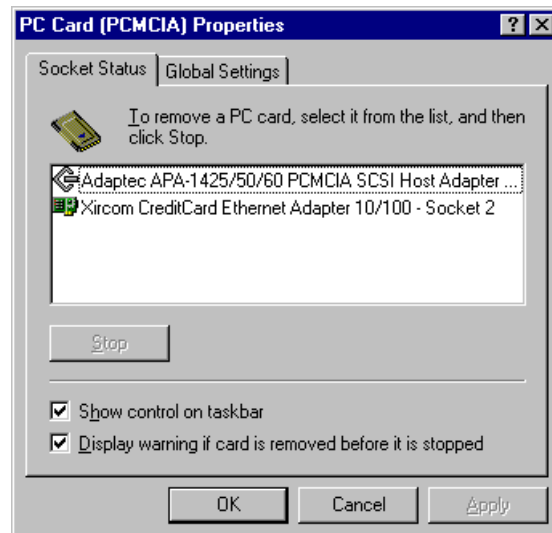 PC Card (PCMCIA) Properties
Socket Status
Global Settings
To remove a PC card, select it from the list, and then
click Stop.
Adaptec APA-1425/50/60 PCMCIA SCSI Host Adapter ...
Xircom CreditCard Ethernet Adapter 10/100 - Socket 2
Stop
Show control on taskbar
Display warning if card is removed before it is stopped
OK
Cancel
Apply